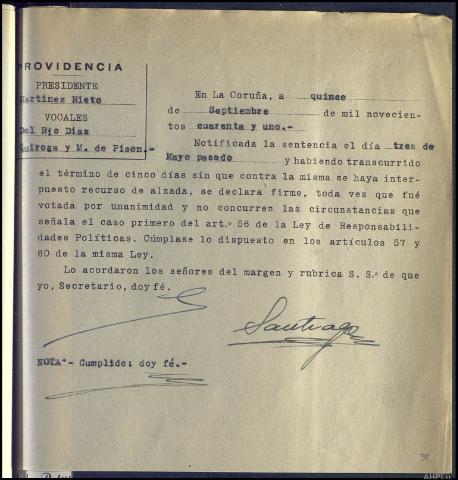 PROVIDENCIA
PRESIDENTE
Martinez Nieto
VOCALES
Del Rio Diaz
Quiroga y M. de Pison.-
En La Coruña, a quince
de Septiembre de mil novecien-
tos cuarenta y uno.-
Notificada la sentencia el día tres de
Mayo pasado y habiendo transcurrido
el término de cinco días sin que contra la misma se haya inter-
puesto recurso de alzada, se declara firme, toda vez que fué
votada por unanimidad y no concurren las circunstancias que
señala el caso primero del art.º 56 de la Ley de Responsabili-
dades Políticas. Cúmplase lo dispuesto en los artículos 57 y
60 de la misma Ley.
Lo acordaron los señores del margen y rubrica S. S.ª de que
yo, Secretario, doy fé.
Santiago
NOTA - Cumplido; doy fé.-